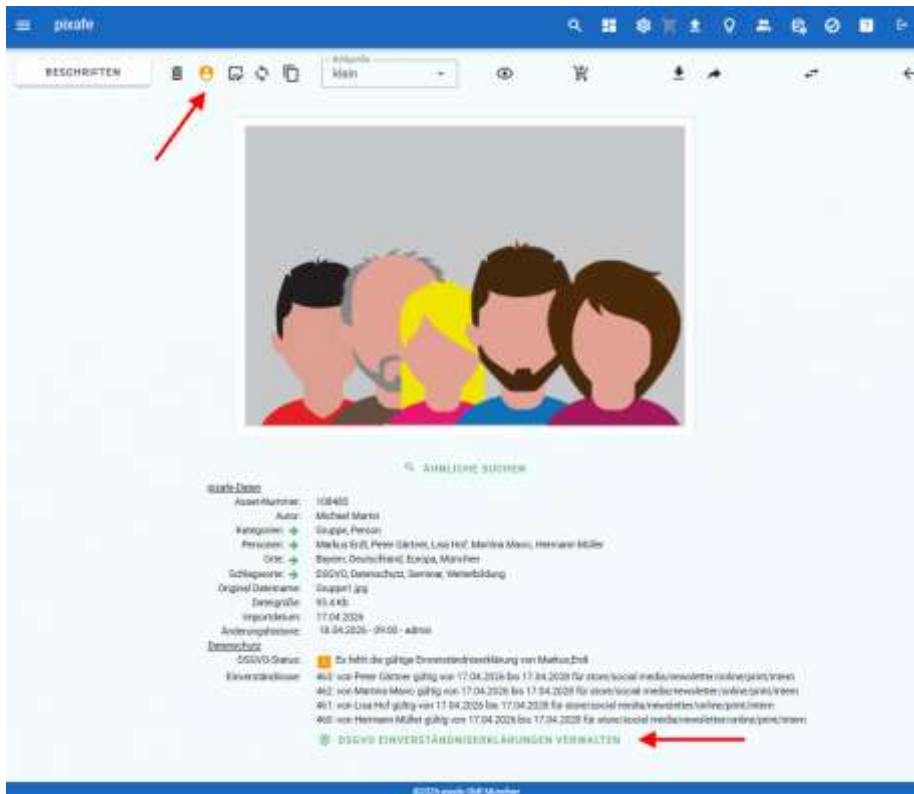 pixafe
BESCHRIFTEN
klein
ÄHNLICHE SUCHEN
pixafe-Daten
Asset-Nummer: 108485
Autor: Michael Martin
Kategorien: Gruppe, Person
Personen: Markus Erdl, Peter Gärtner, Lisa Hof, Martina Mavo, Hermann Müller
Orte: Bayern, Deutschland, Europa, München
Schlagworte: DSGVO, Datenschutz, Seminar, Weiterbildung
Original Dateiname: Gruppe1.jpg
Dateigröße: 93.4 Kb
Importdatum: 17.04.2026
Änderungshistorie: 18.04.2026 - 09:00 - admin
Datenschutz
DSGVO-Status: Es fehlt die gültige Einverständniserklärung von Markus,Erdl
Einverständnisse: 463: von Peter Gärtner gültig von 17.04.2026 bis 17.04.2028 für store/social media/newsletter/online/print/intern
462: von Martina Mavo gültig von 17.04.2026 bis 17.04.2028 für store/social media/newsletter/online/print/intern
461: von Lisa Hof gültig von 17.04.2026 bis 17.04.2028 für store/social media/newsletter/online/print/intern
460: von Hermann Müller gültig von 17.04.2026 bis 17.04.2028 für store/social media/newsletter/online/print/intern
DSGVO EINVERSTÄNDNISERKLÄRUNGEN VERWALTEN
©2026 pixafe GbR München